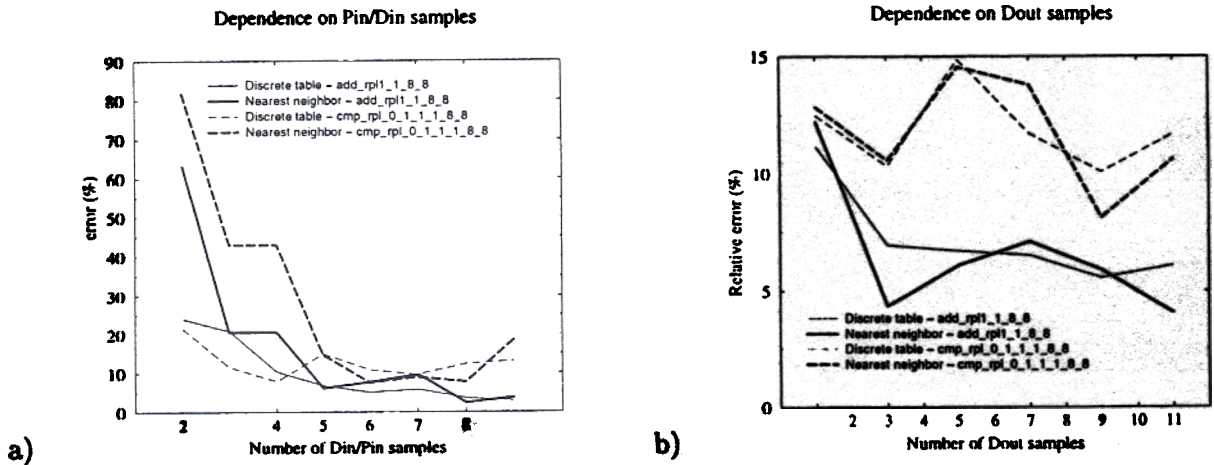 Dependence on Pin/Din samples
90
80
70
60
50
40
30
20
10
0
error (%)
Discrete table – add_rpl1_1_8_8
Nearest neighbor – add_rpl1_1_8_8
Discrete table – cmp_rpl_0_1_1_1_8_8
Nearest neighbor – cmp_rpl_0_1_1_1_8_8
2 4 5 6 7 8
Number of Din/Pin samples
a)
Dependence on Dout samples
15
10
5
0
Relative error (%)
Discrete table – add_rpl1_1_8_8
Nearest neighbor – add_rpl1_1_8_8
Discrete table – cmp_rpl_0_1_1_1_8_8
Nearest neighbor – cmp_rpl_0_1_1_1_8_8
2 3 4 5 6 7 8 9 10 11
Number of Dout samples
b)